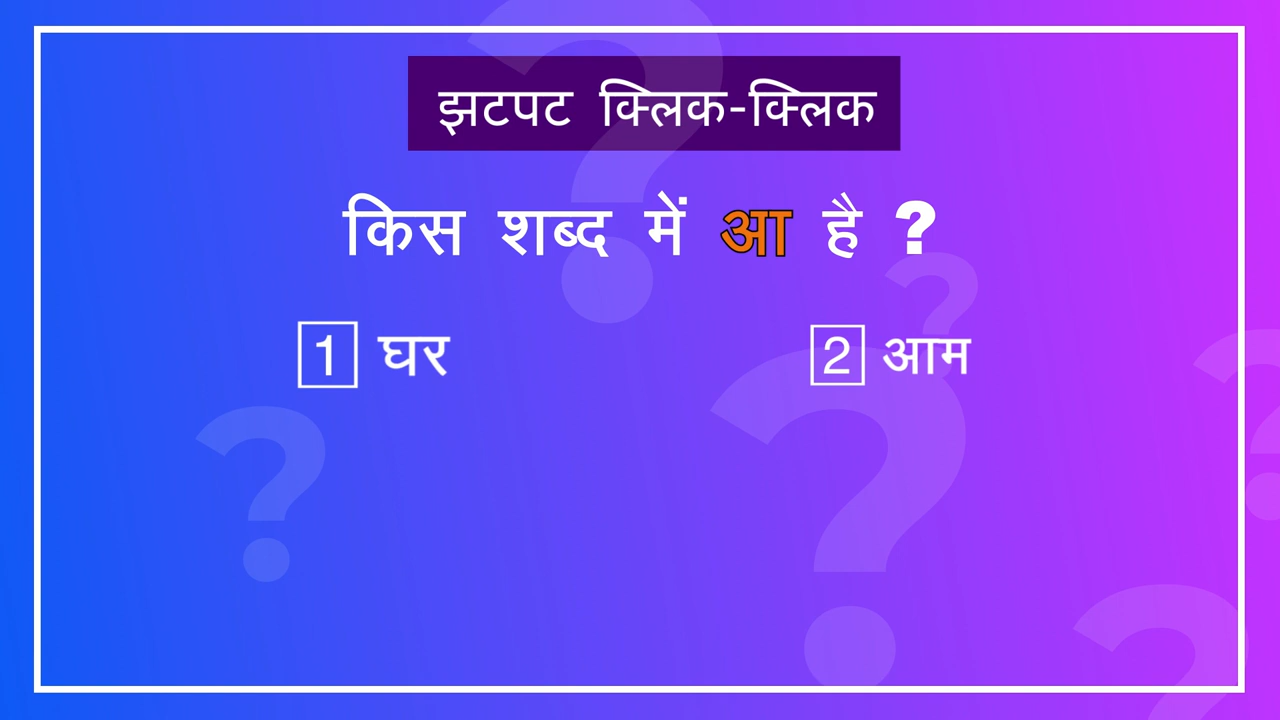 झटपट क्लिक-क्लिक
किस शब्द में आ है ?
1 घर 2 आम